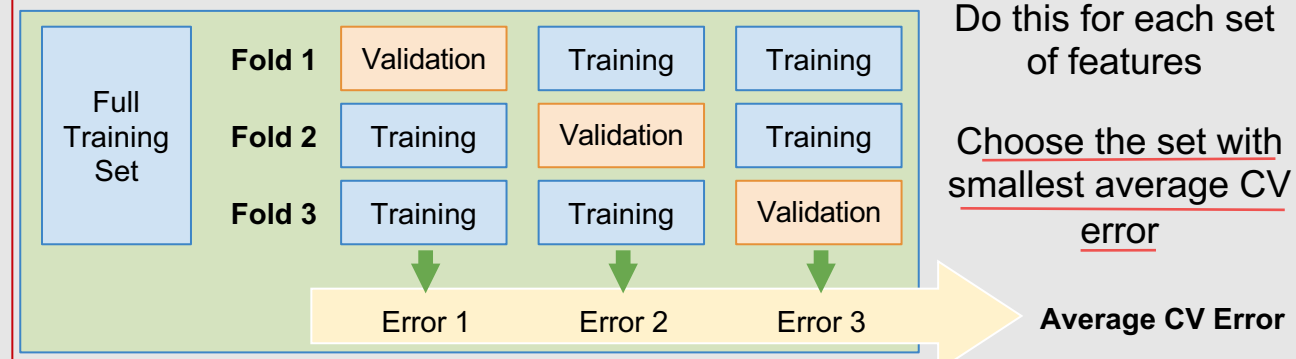 Full
Training
Set
Fold 1 Validation Training Training
Fold 2 Training Validation Training
Fold 3 Training Training Validation
Error 1 Error 2 Error 3
Average CV Error
Do this for each set
of features
Choose the set with
smallest average CV
error